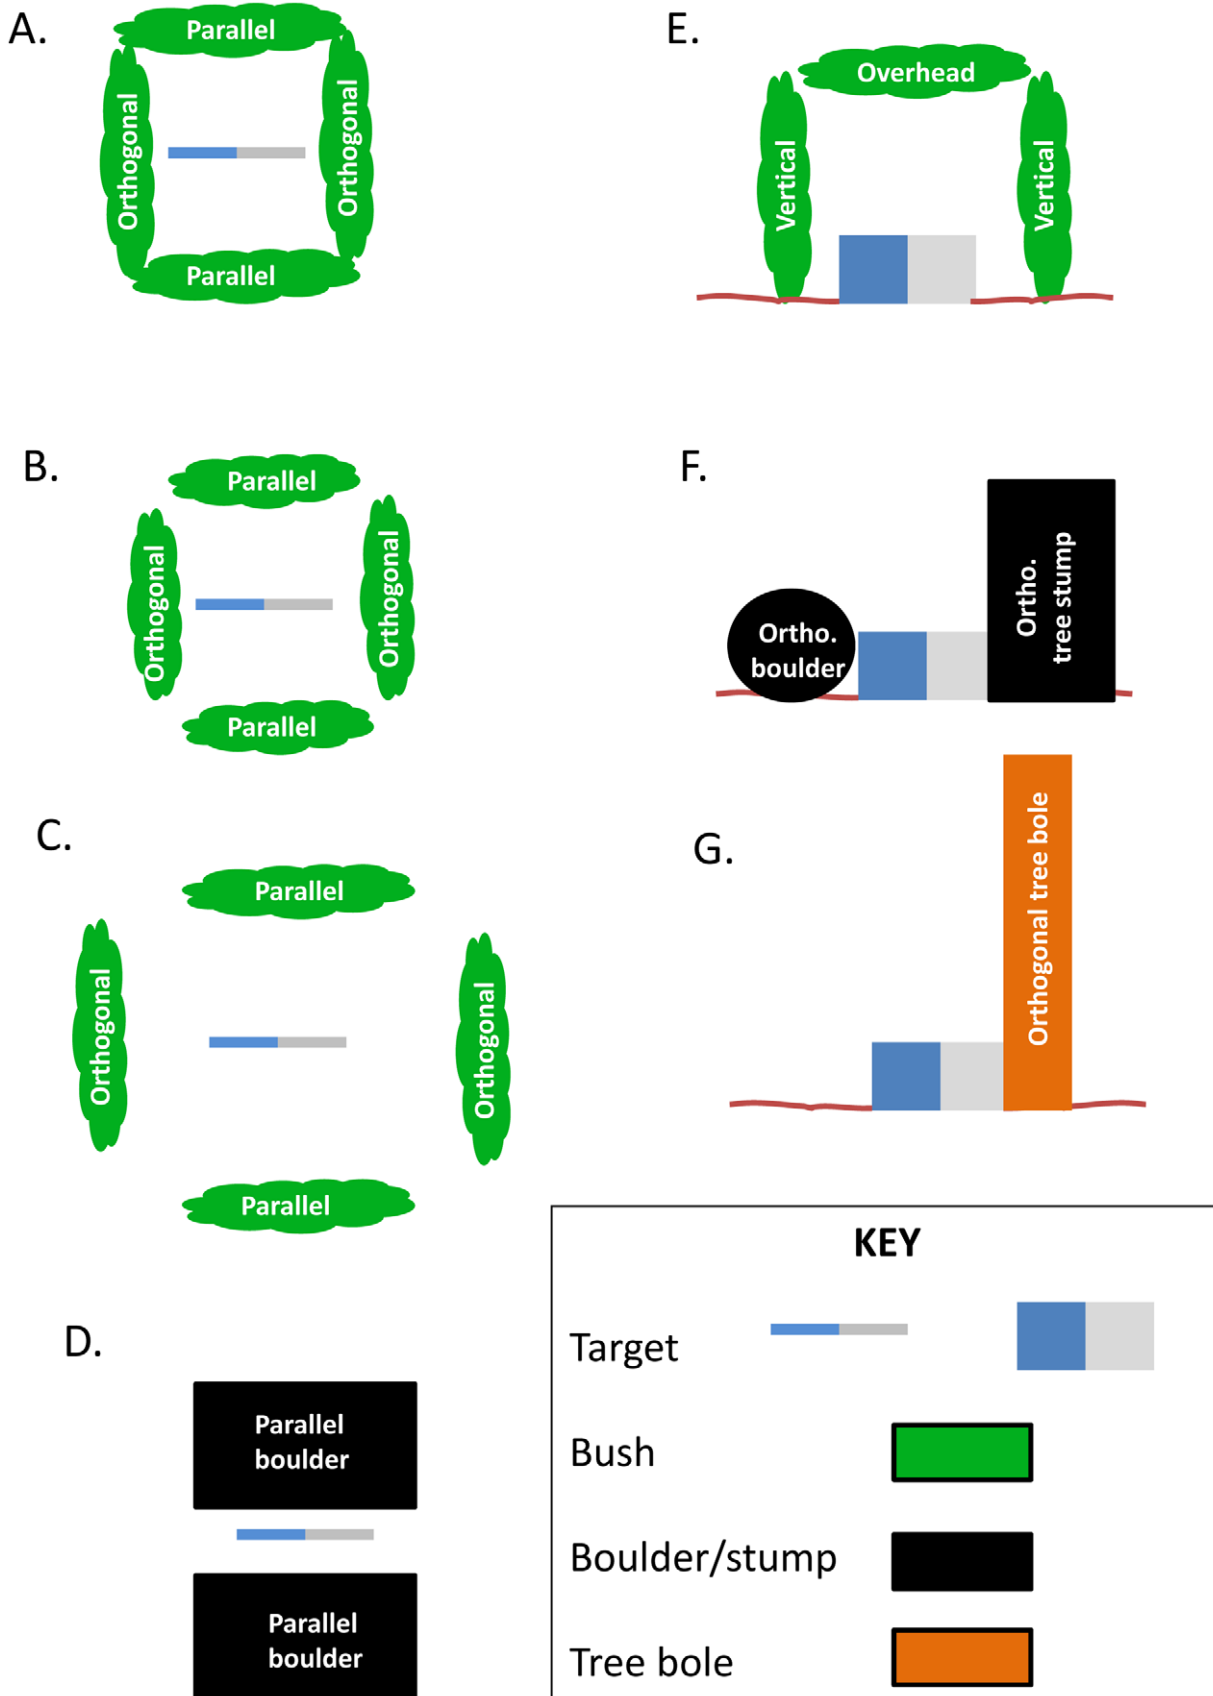 A.
Parallel
Orthogonal
Orthogonal
Parallel
B.
Parallel
Orthogonal
Orthogonal
Parallel
C.
Parallel
Orthogonal
Orthogonal
Parallel
D.
Parallel
boulder
Parallel
boulder
E.
Overhead
Vertical
Vertical
F.
Ortho.
boulder
Ortho.
tree stump
G.
Orthogonal tree bole
KEY
Target
Bush
Boulder/stump
Tree bole